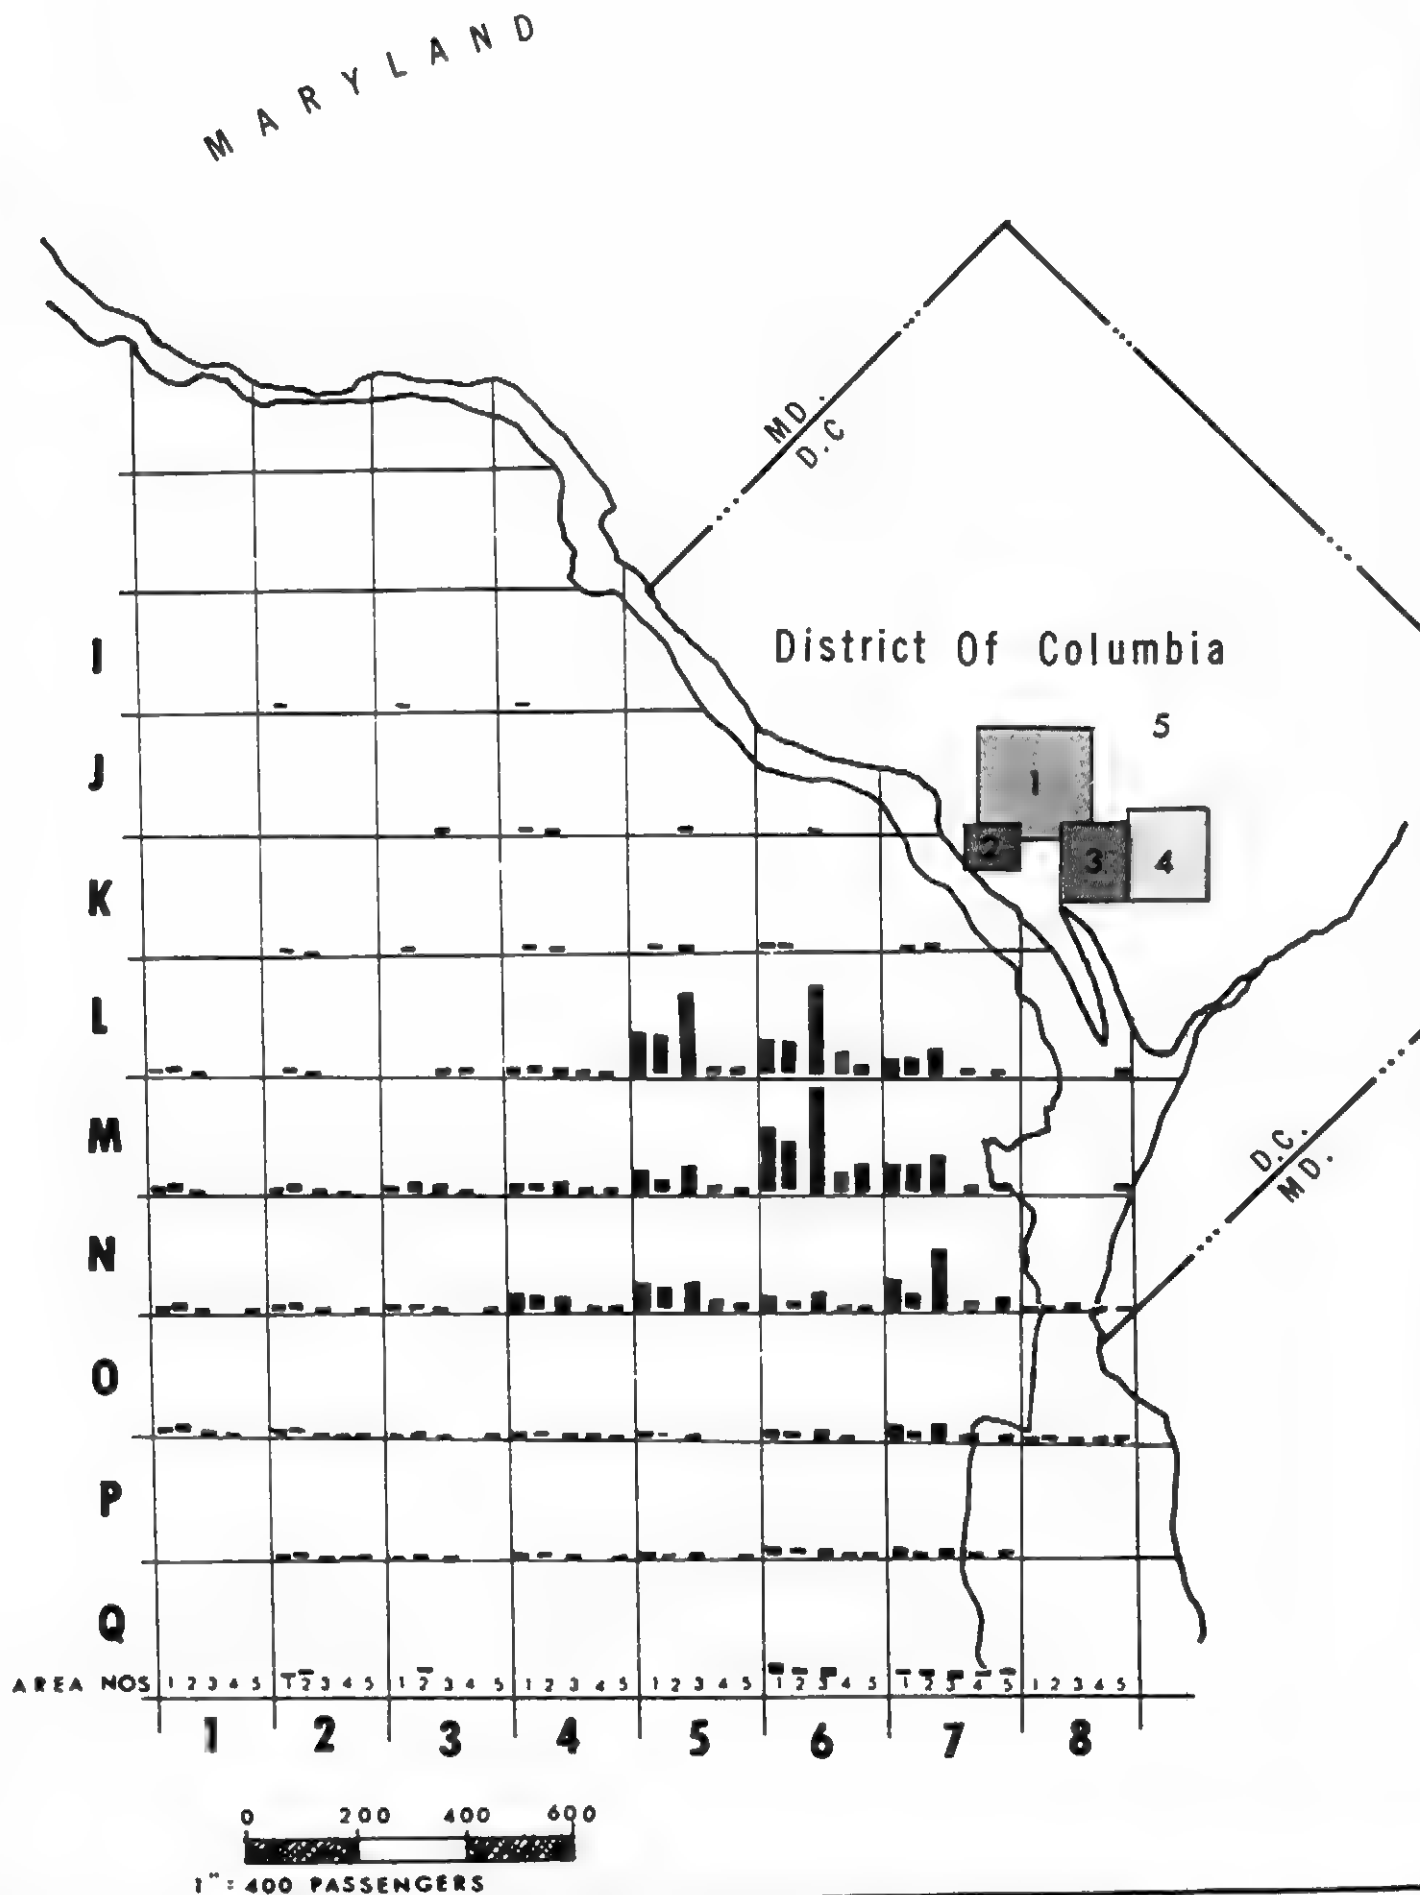 MARYLAND
MD.
D.C
District Of Columbia
5
1
2
3
4
I
J
K
L
M
N
O
P
Q
D.C.
MD.
AREA NOS 1 2 3 4 5 1 2 3 4 5 1 2 3 4 5 1 2 3 4 5 1 2 3 4 5 1 2 3 4 5 1 2 3 4 5 1 2 3 4 5
1 2 3 4 5 6 7 8
0 200 400 600
1" = 400 PASSENGERS